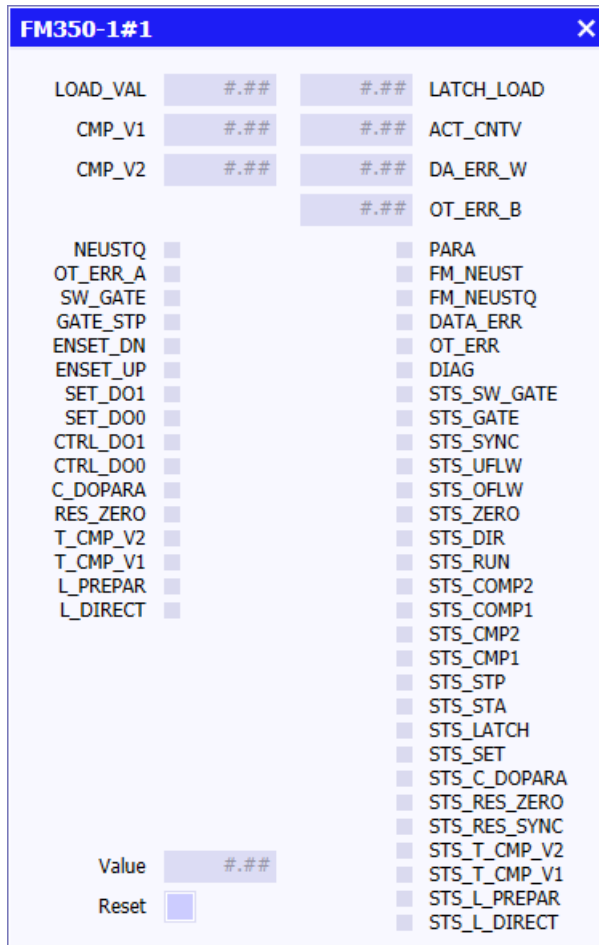 FM350-1#1 ×
LOAD_VAL #.## #.## LATCH_LOAD
CMP_V1 #.## #.## ACT_CNTV
CMP_V2 #.## #.## DA_ERR_W
#.## OT_ERR_B
NEUSTQ PARA
OT_ERR_A FM_NEUST
SW_GATE FM_NEUSTQ
GATE_STP DATA_ERR
ENSET_DN OT_ERR
ENSET_UP DIAG
SET_DO1 STS_SW_GATE
SET_DO0 STS_GATE
CTRL_DO1 STS_SYNC
CTRL_DO0 STS_UFLW
C_DOPARA STS_OFLW
RES_ZERO STS_ZERO
T_CMP_V2 STS_DIR
T_CMP_V1 STS_RUN
L_PREPAR STS_COMP2
L_DIRECT STS_COMP1
STS_CMP2
STS_CMP1
STS_STP
STS_STA
STS_LATCH
STS_SET
STS_C_DOPARA
STS_RES_ZERO
STS_RES_SYNC
STS_T_CMP_V2
Value #.## STS_T_CMP_V1
Reset STS_L_PREPAR
STS_L_DIRECT